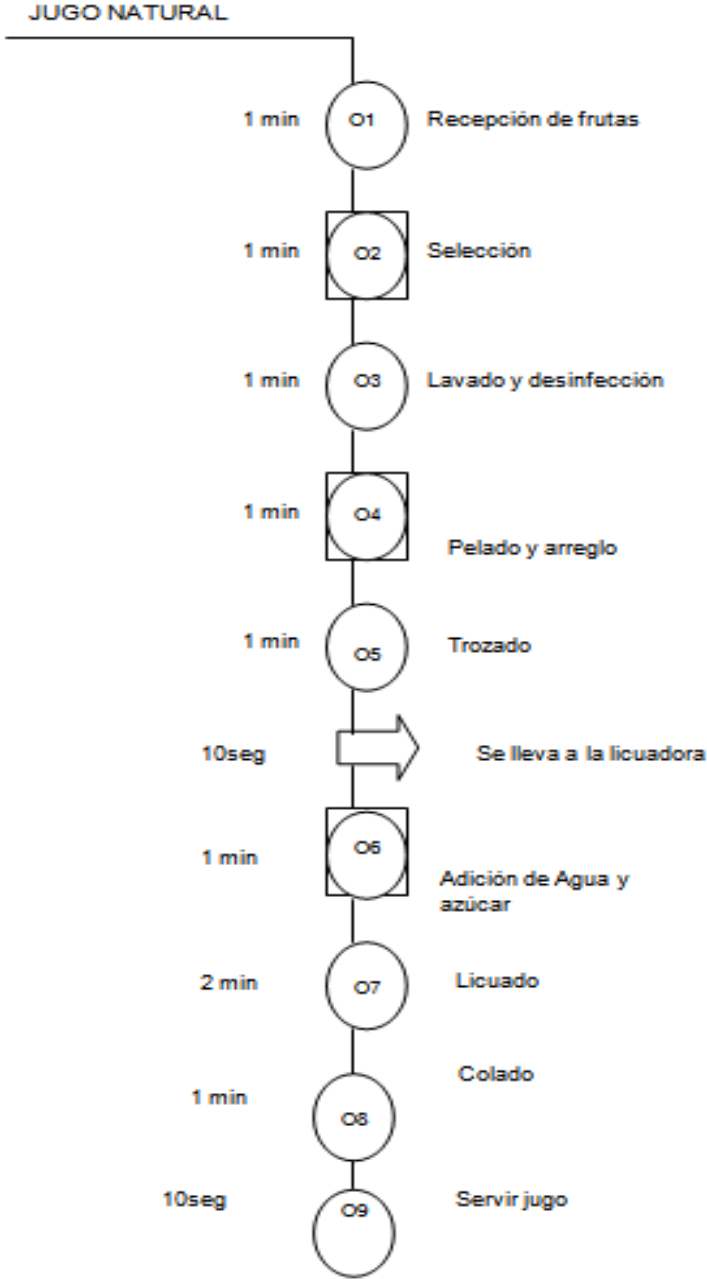 JUGO NATURAL
1 min O1 Recepción de frutas
1 min O2 Selección
1 min O3 Lavado y desinfección
1 min O4
Pelado y arreglo
1 min O5 Trozado
10seg Se lleva a la licuadora
1 min O6
Adición de Agua y
azúcar
2 min O7 Licuado
Colado
1 min O8
10seg O9 Servir jugo